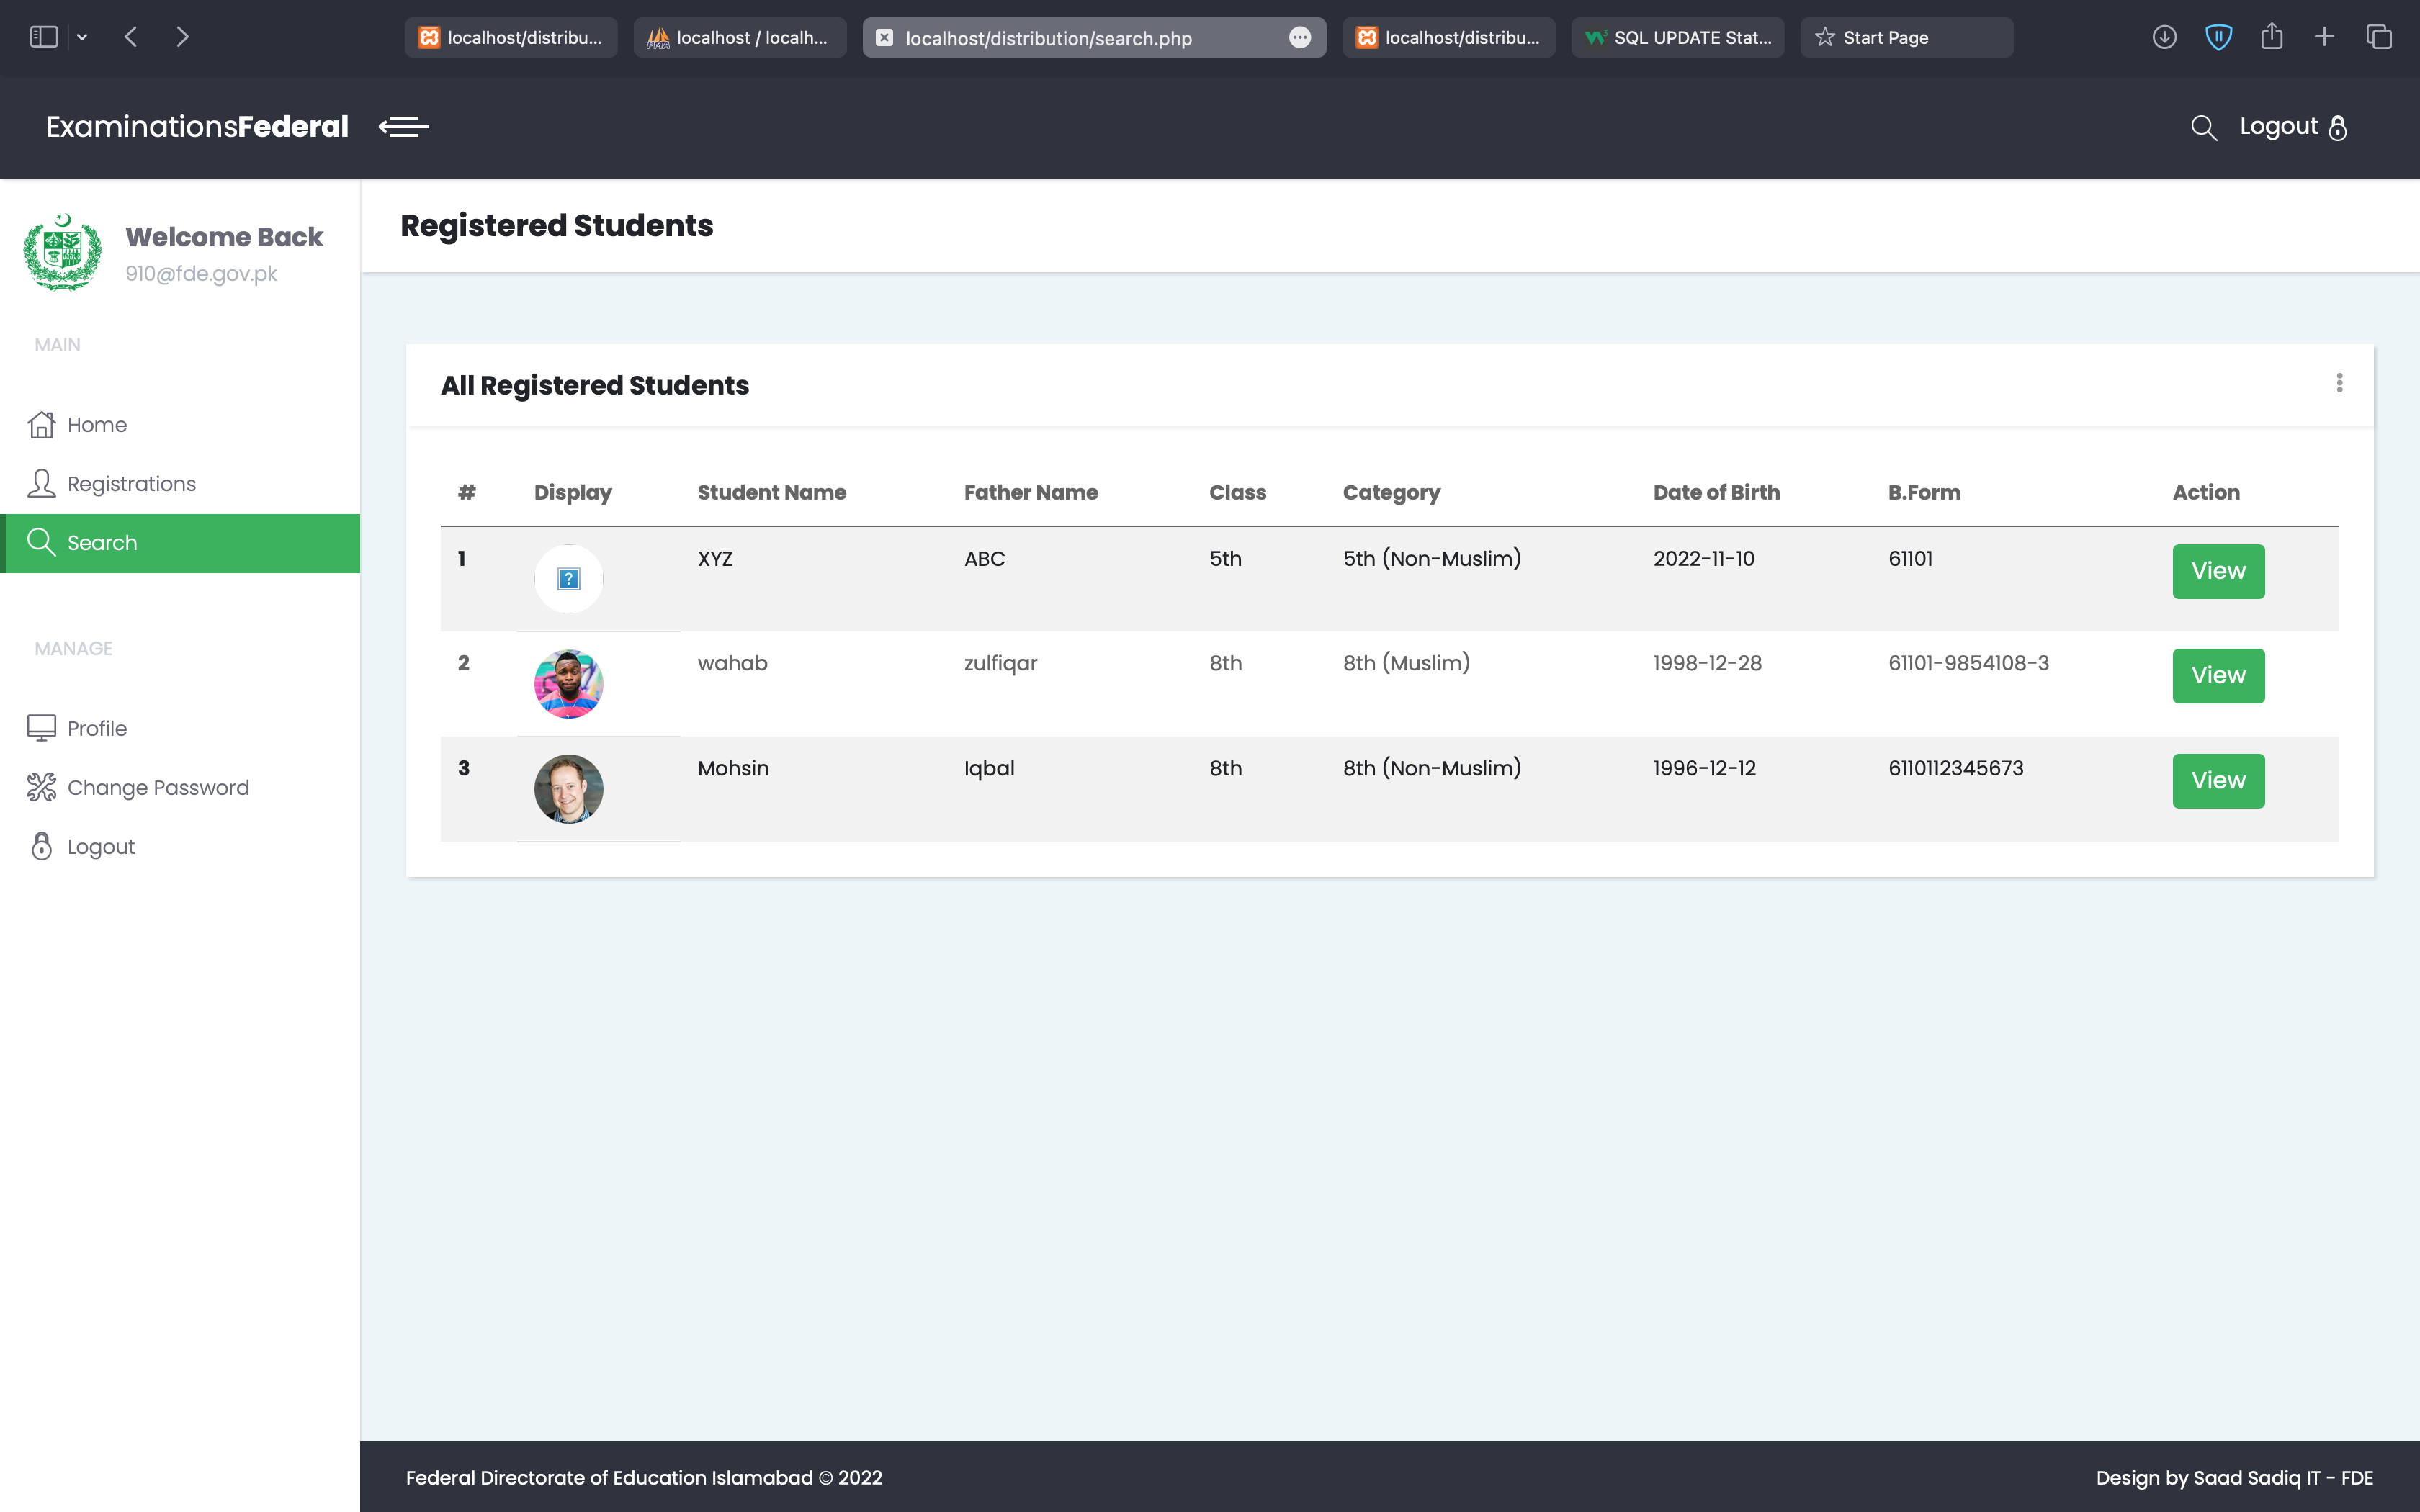 localhost/distribu...
localhost / localh...
localhost/distribution/search.php
localhost/distribu...
SQL UPDATE Stat...
Start Page
ExaminationsFederal
Logout
Welcome Back
910@fde.gov.pk
MAIN
Home
Registrations
Search
MANAGE
Profile
Change Password
Logout
Registered Students
All Registered Students
# Display Student Name Father Name Class Category Date of Birth B.Form Action
1 XYZ ABC 5th 5th (Non-Muslim) 2022-11-10 61101 View
2 wahab zulfiqar 8th 8th (Muslim) 1998-12-28 61101-9854108-3 View
3 Mohsin Iqbal 8th 8th (Non-Muslim) 1996-12-12 6110112345673 View
Federal Directorate of Education Islamabad © 2022
Design by Saad Sadiq IT - FDE